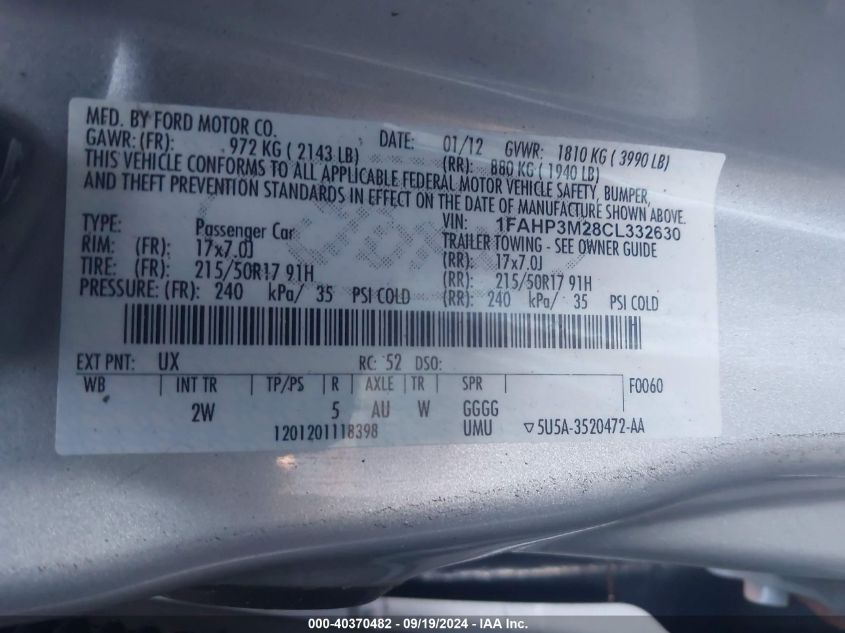 MFD. BY FORD MOTOR CO.
DATE: 01/12 GVWR: 1810 KG ( 3990 LB)
GAWR: (FR): 972 KG ( 2143 LB) (RR): 880 KG ( 1940 LB)
THIS VEHICLE CONFORMS TO ALL APPLICABLE FEDERAL MOTOR VEHICLE SAFETY, BUMPER,
AND THEFT PREVENTION STANDARDS IN EFFECT ON THE DATE OF MANUFACTURE SHOWN ABOVE.
VIN: 1FAHP3M28CL332630
TYPE: Passenger Car TRAILER TOWING - SEE OWNER GUIDE
RIM: (FR): 17x7.0J (RR): 17x7.0J
TIRE: (FR): 215/50R17 91H (RR): 215/50R17 91H
PRESSURE: (FR): 240 kPa/ 35 PSI COLD (RR): 240 kPa/ 35 PSI COLD
EXT PNT: UX RC: 52 DSO:
WB INT TR TP/PS R AXLE TR SPR F0060
2W 5 AU W GGGG
1201201118398 UMU ▽5U5A-3520472-AA
000-40370482 - 09/19/2024 - IAA Inc.